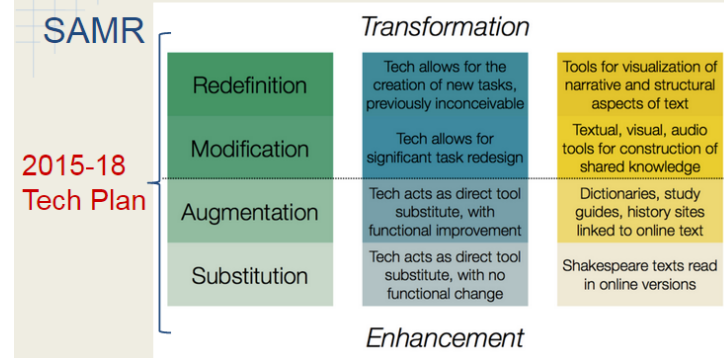 SAMR
Transformation
Redefinition
Tech allows for the
creation of new tasks,
previously inconceivable
Tools for visualization of
narrative and structural
aspects of text
Modification
Tech allows for
significant task redesign
Textual, visual, audio
tools for construction of
shared knowledge
2015-18
Tech Plan
Augmentation
Tech acts as direct tool
substitute, with
functional improvement
Dictionaries, study
guides, history sites
linked to online text
Substitution
Tech acts as direct tool
substitute, with no
functional change
Shakespeare texts read
in online versions
Enhancement